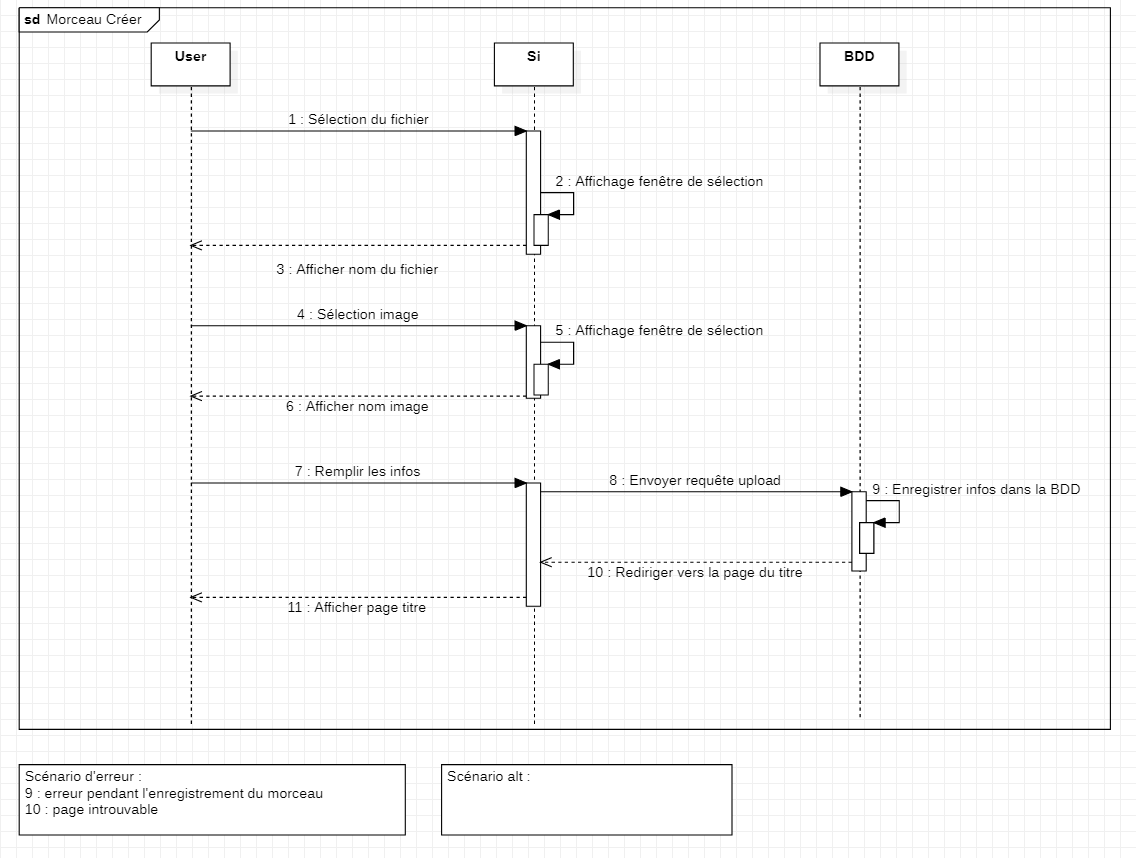 sd Morceau Créer
User
Si
BDD
1 : Sélection du fichier
2 : Affichage fenêtre de sélection
3 : Afficher nom du fichier
4 : Sélection image
5 : Affichage fenêtre de sélection
6 : Afficher nom image
7 : Remplir les infos
8 : Envoyer requête upload
9 : Enregistrer infos dans la BDD
10 : Rediriger vers la page du titre
11 : Afficher page titre
Scénario d'erreur :
9 : erreur pendant l'enregistrement du morceau
10 : page introuvable
Scénario alt :